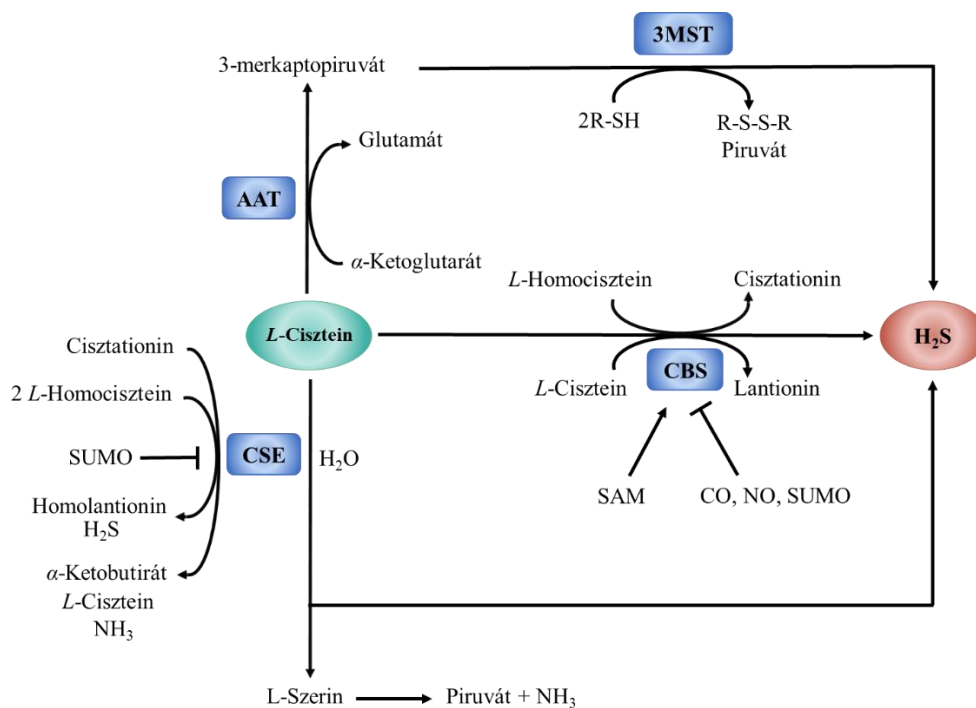 3MST
3-merkaptopiruvát
2R-SH
R-S-S-R
Piruvát
Glutamát
AAT
α-Ketoglutarát
L-Homocisztein
Cisztationin
L-Cisztein
H₂S
Cisztationin
CBS
L-Cisztein
Lantionin
2 L-Homocisztein
SUMO
CSE
H₂O
SAM
CO, NO, SUMO
Homolantionin
H₂S
α-Ketobutirát
L-Cisztein
NH₃
L-Szerin
Piruvát + NH₃